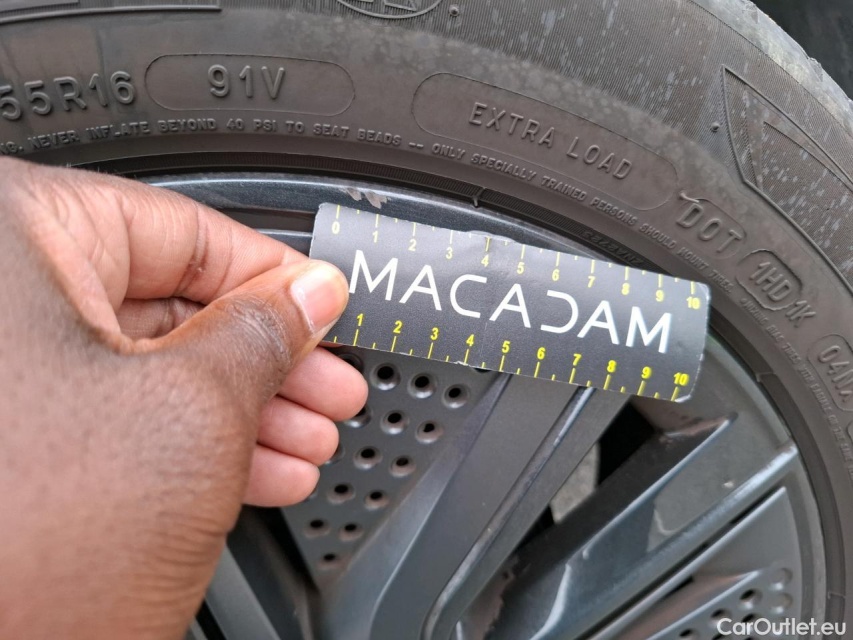 55R16 91V EXTRA LOAD
NEVER INFLATE BEYOND 40 PSI TO SEAT BEADS -- ONLY SPECIALLY TRAINED PERSONS SHOULD MOUNT TIRES.
DOT 1HD 1K
0 1 2 3 4 5 6 7 8 9 10
MACADAM
1 2 3 4 5 6 7 8 9 10
CarOutlet.eu